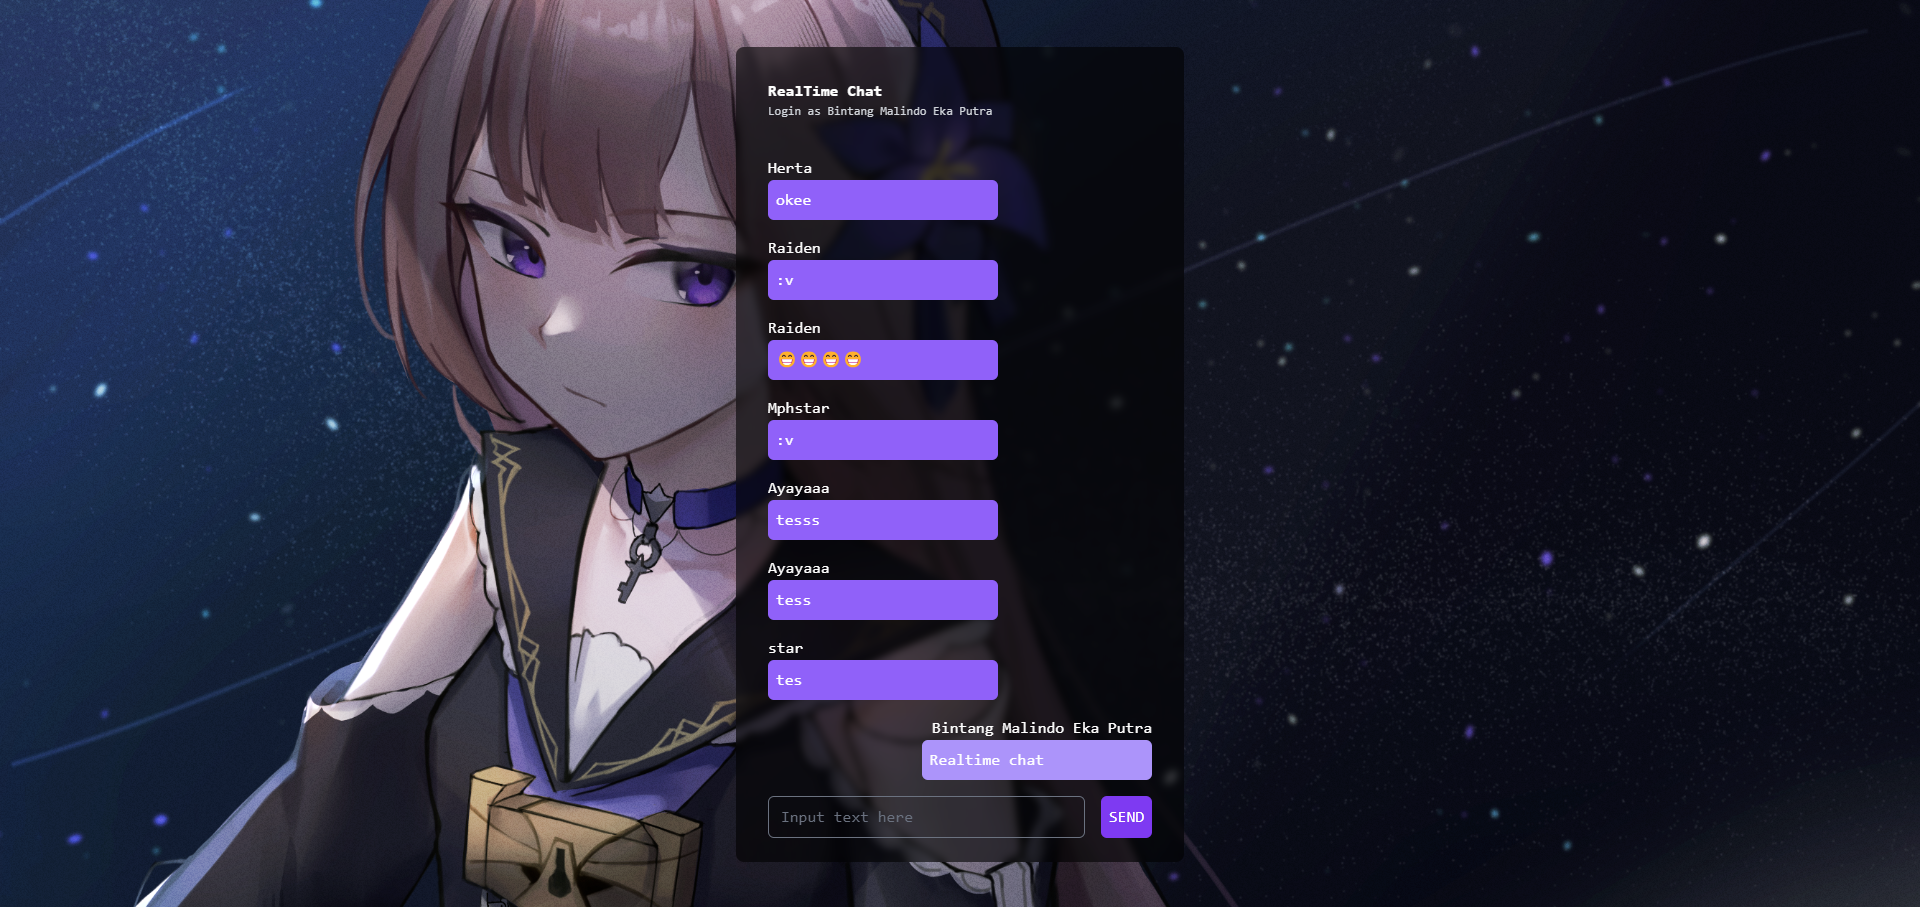 RealTime Chat
Login as Bintang Malindo Eka Putra
Herta
okee
Raiden
:v
Raiden
😁😁😁😁
Mphstar
:v
Ayayaaa
tesss
Ayayaaa
tess
star
tes
Bintang Malindo Eka Putra
Realtime chat
Input text here
SEND